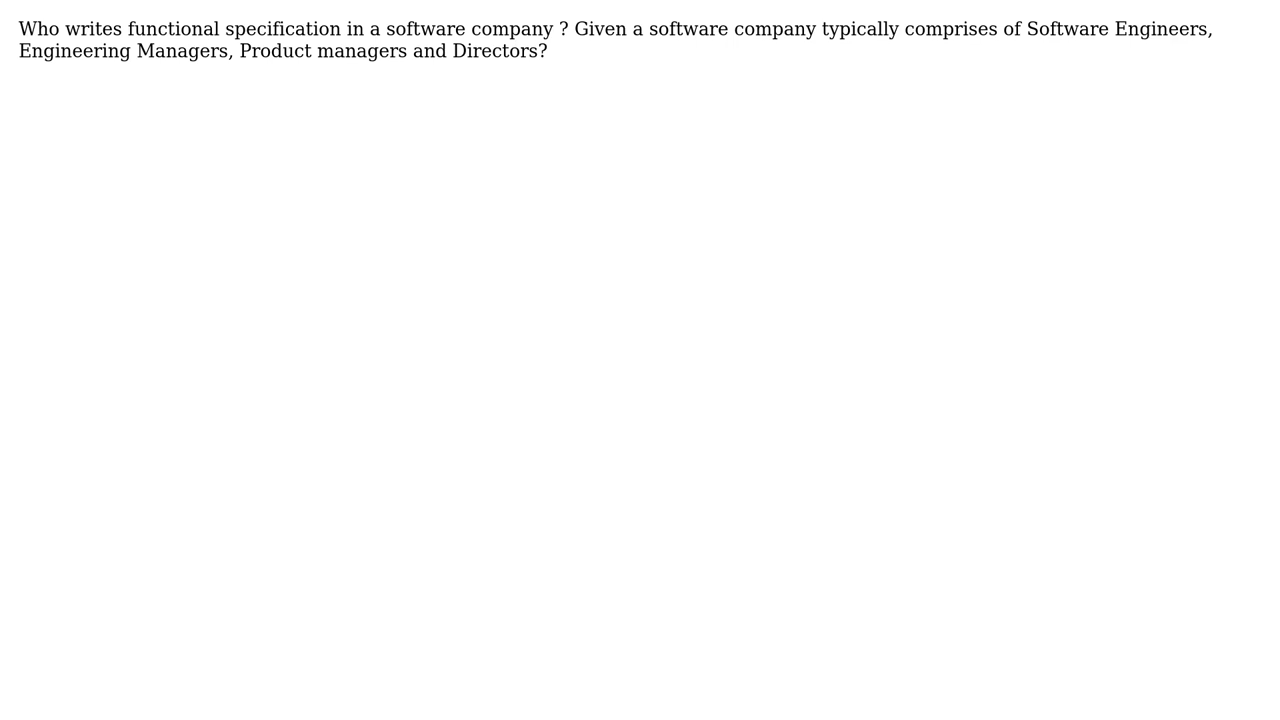 Who writes functional specification in a software company ? Given a software company typically comprises of Software Engineers,
Engineering Managers, Product managers and Directors?